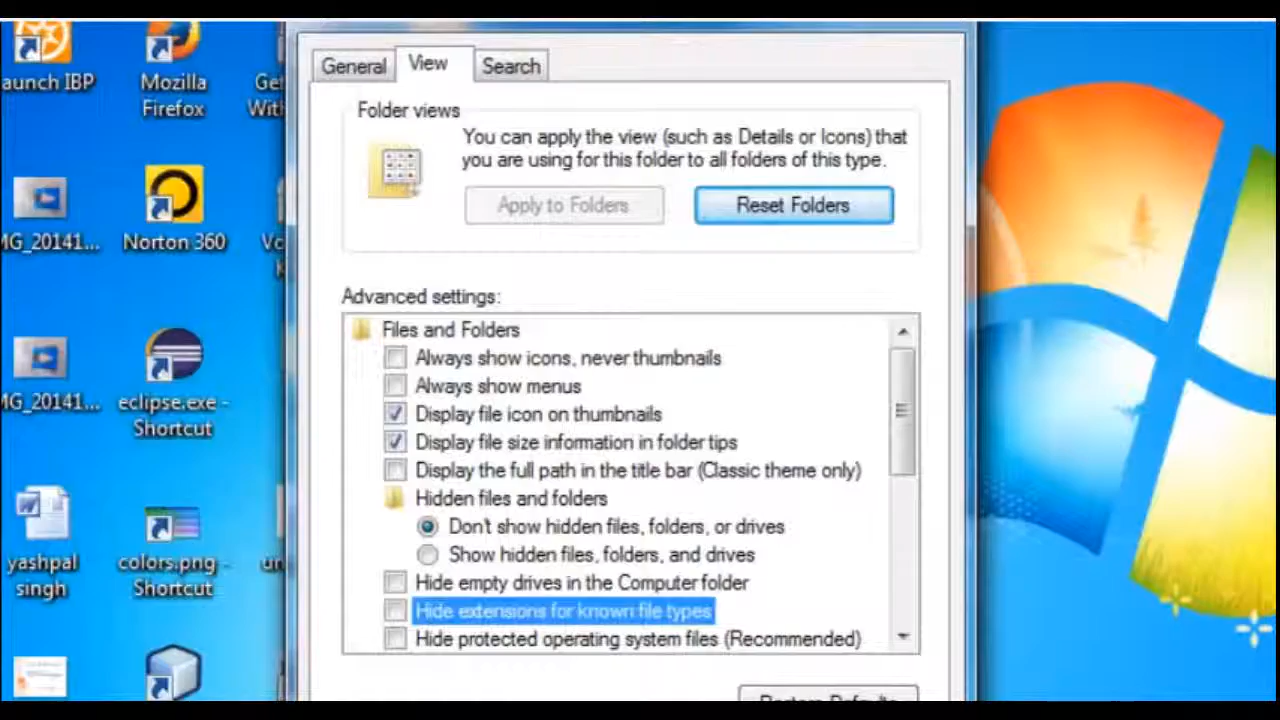 General
View
Search
Folder views
You can apply the view (such as Details or Icons) that
you are using for this folder to all folders of this type.
Apply to Folders
Reset Folders
Advanced settings:
Files and Folders
Always show icons, never thumbnails
Always show menus
Display file icon on thumbnails
Display file size information in folder tips
Display the full path in the title bar (Classic theme only)
Hidden files and folders
Don't show hidden files, folders, or drives
Show hidden files, folders, and drives
Hide empty drives in the Computer folder
Hide extensions for known file types
Hide protected operating system files (Recommended)
Restore Defaults
aunch IBP
Mozilla
Firefox
MG_20141...
Norton 360
MG_20141...
eclipse.exe -
Shortcut
yashpal
singh
colors.png -
Shortcut